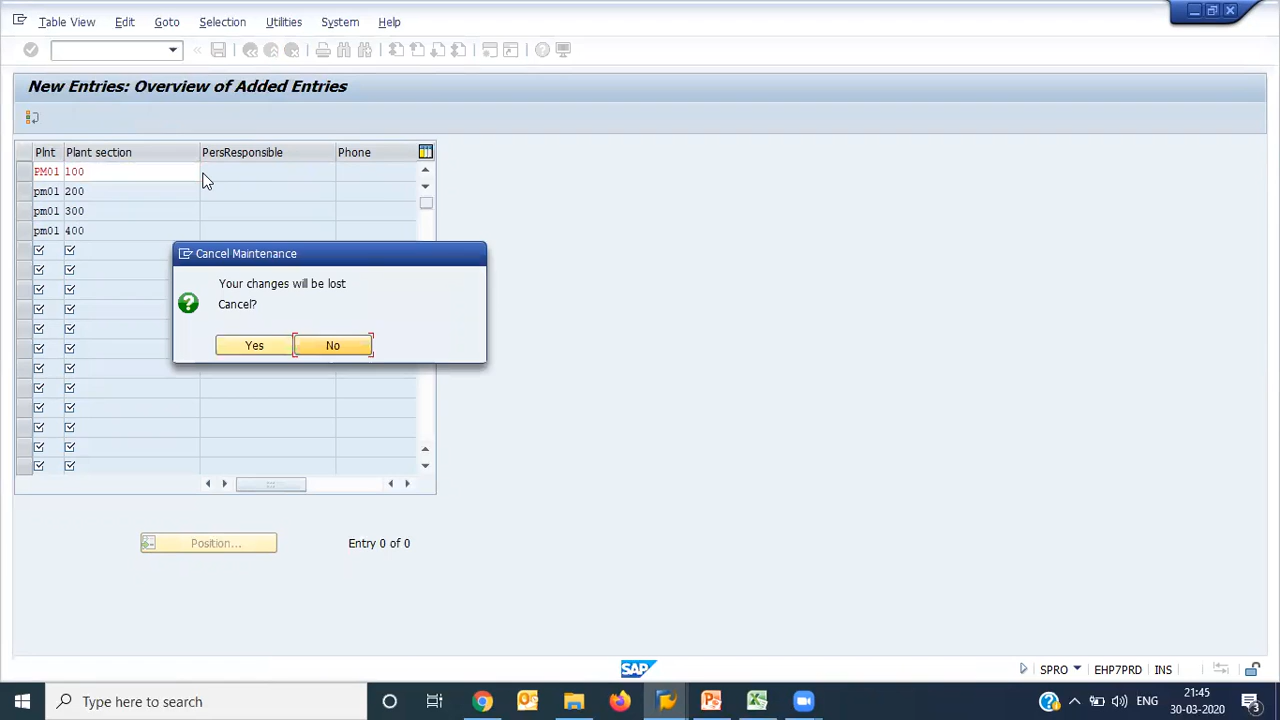 Table View Edit Goto Selection Utilities System Help
New Entries: Overview of Added Entries
Plnt Plant section PersResponsible Phone
PM01 100
pm01 200
pm01 300
pm01 400
Cancel Maintenance
Your changes will be lost
Cancel?
Yes No
Position... Entry 0 of 0
SAP
SPRO EHP7PRD INS
Type here to search
ENG
21:45
30-03-2020
3